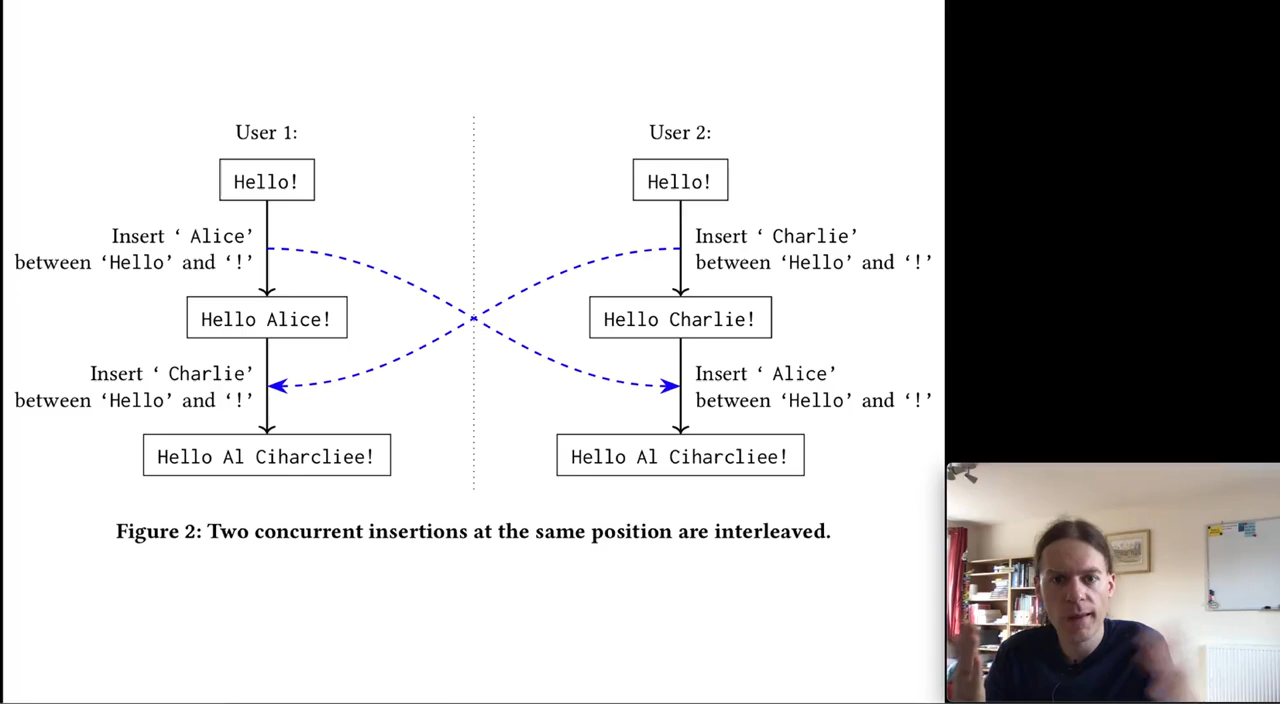 User 1:
User 2:
Hello!
Hello!
Insert ‘ Alice’
between ‘Hello’ and ‘!’
Insert ‘ Charlie’
between ‘Hello’ and ‘!’
Hello Alice!
Hello Charlie!
Insert ‘ Charlie’
between ‘Hello’ and ‘!’
Insert ‘ Alice’
between ‘Hello’ and ‘!’
Hello Al Ciharcliee!
Hello Al Ciharcliee!
Figure 2: Two concurrent insertions at the same position are interleaved.